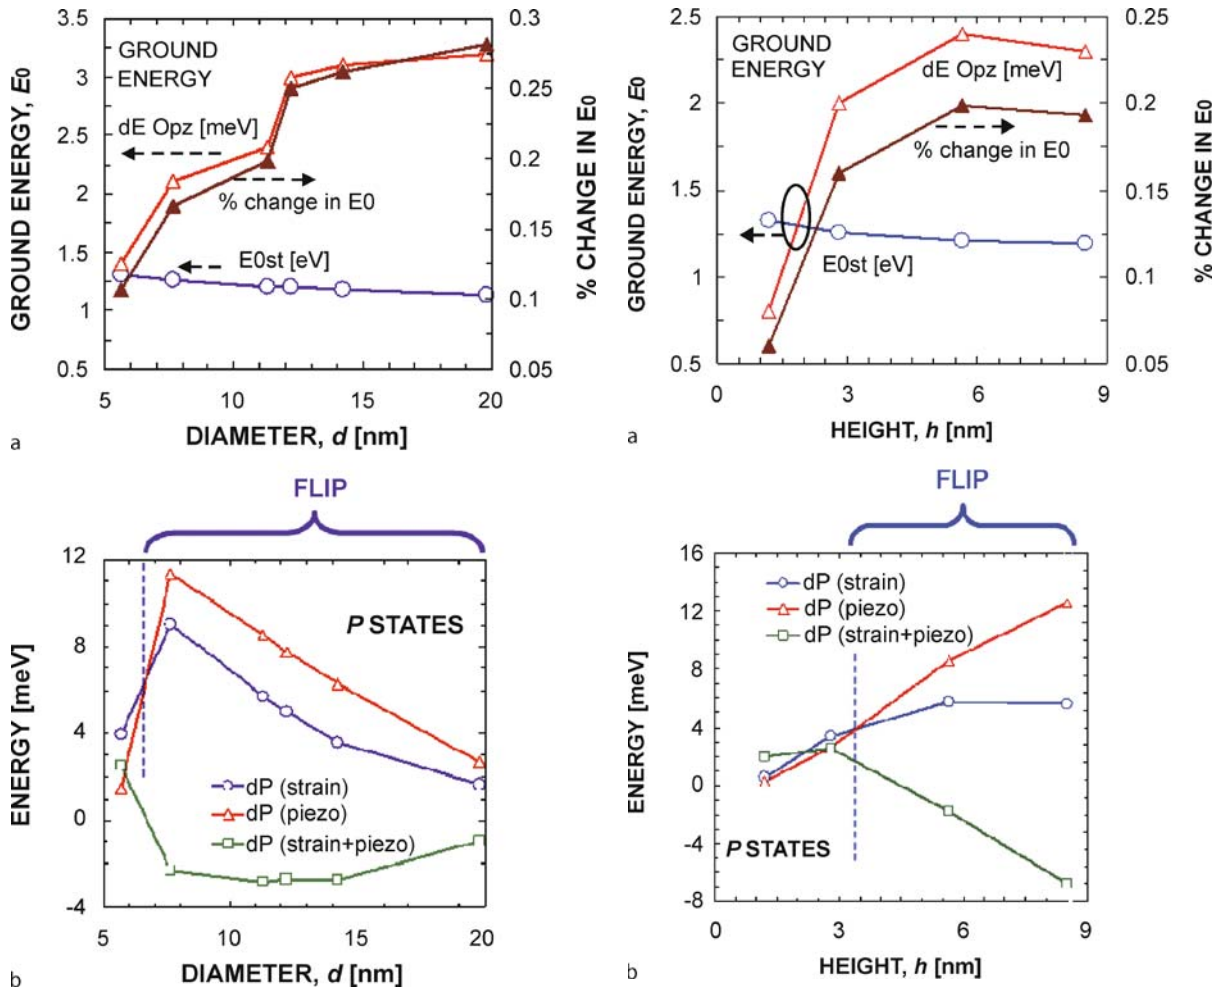 3.5
3
2.5
2
1.5
1
0.5
GROUND ENERGY, E0
GROUND
ENERGY
dE Opz [meV]
% change in E0
E0st [eV]
0.3
0.25
0.2
0.15
0.1
0.05
% CHANGE IN E0
5
10
15
20
DIAMETER, d [nm]
a
2.5
2
1.5
1
0.5
GROUND ENERGY, E0
GROUND
ENERGY
dE Opz [meV]
% change in E0
E0st [eV]
0.25
0.20
0.15
0.10
0.05
% CHANGE IN E0
0
3
6
9
HEIGHT, h [nm]
a
FLIP
12
8
4
0
-4
ENERGY [meV]
P STATES
dP (strain)
dP (piezo)
dP (strain+piezo)
5
10
15
20
DIAMETER, d [nm]
b
FLIP
16
12
8
4
0
-4
-8
ENERGY [meV]
dP (strain)
dP (piezo)
dP (strain+piezo)
P STATES
0
3
6
9
HEIGHT, h [nm]
b